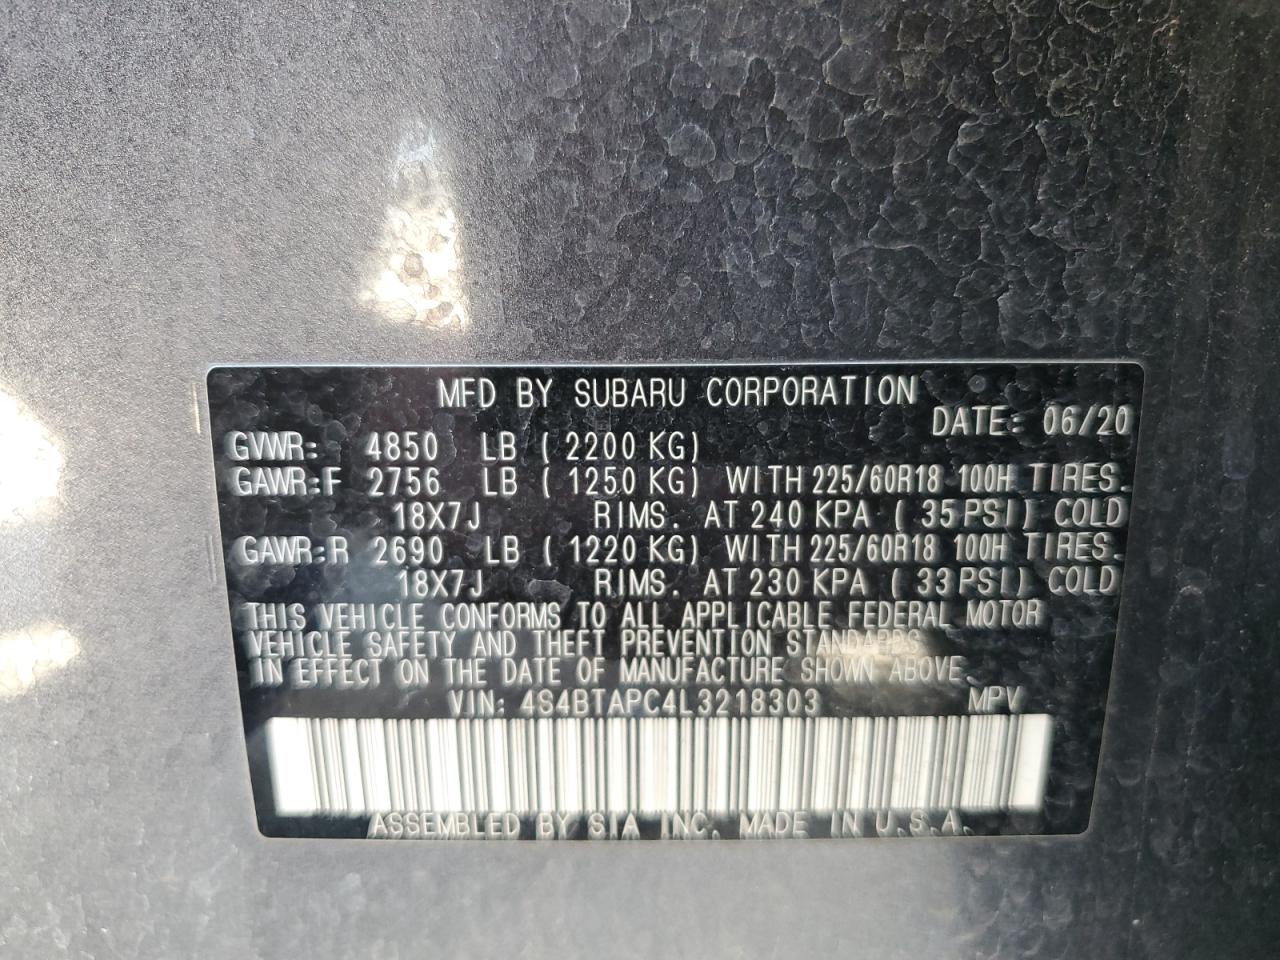 MFD BY SUBARU CORPORATION
DATE: 06/20
GVWR: 4850 LB ( 2200 KG)
GAWR:F 2756 LB ( 1250 KG) WITH 225/60R18 100H TIRES.
18X7J RIMS. AT 240 KPA ( 35 PSI) COLD
GAWR:R 2690 LB ( 1220 KG) WITH 225/60R18 100H TIRES.
18X7J RIMS. AT 230 KPA ( 33 PSI) COLD
THIS VEHICLE CONFORMS TO ALL APPLICABLE FEDERAL MOTOR
VEHICLE SAFETY AND THEFT PREVENTION STANDARDS
IN EFFECT ON THE DATE OF MANUFACTURE SHOWN ABOVE.
VIN: 4S4BTAPC4L3218303 MPV
ASSEMBLED BY SIA INC. MADE IN U.S.A.